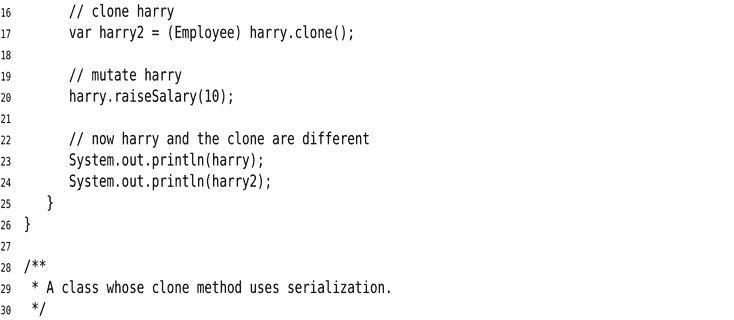 16       // clone harry
17       var harry2 = (Employee) harry.clone();
18
19       // mutate harry
20       harry.raiseSalary(10);
21
22       // now harry and the clone are different
23       System.out.println(harry);
24       System.out.println(harry2);
25    }
26 }
27
28 /**
29  * A class whose clone method uses serialization.
30  */